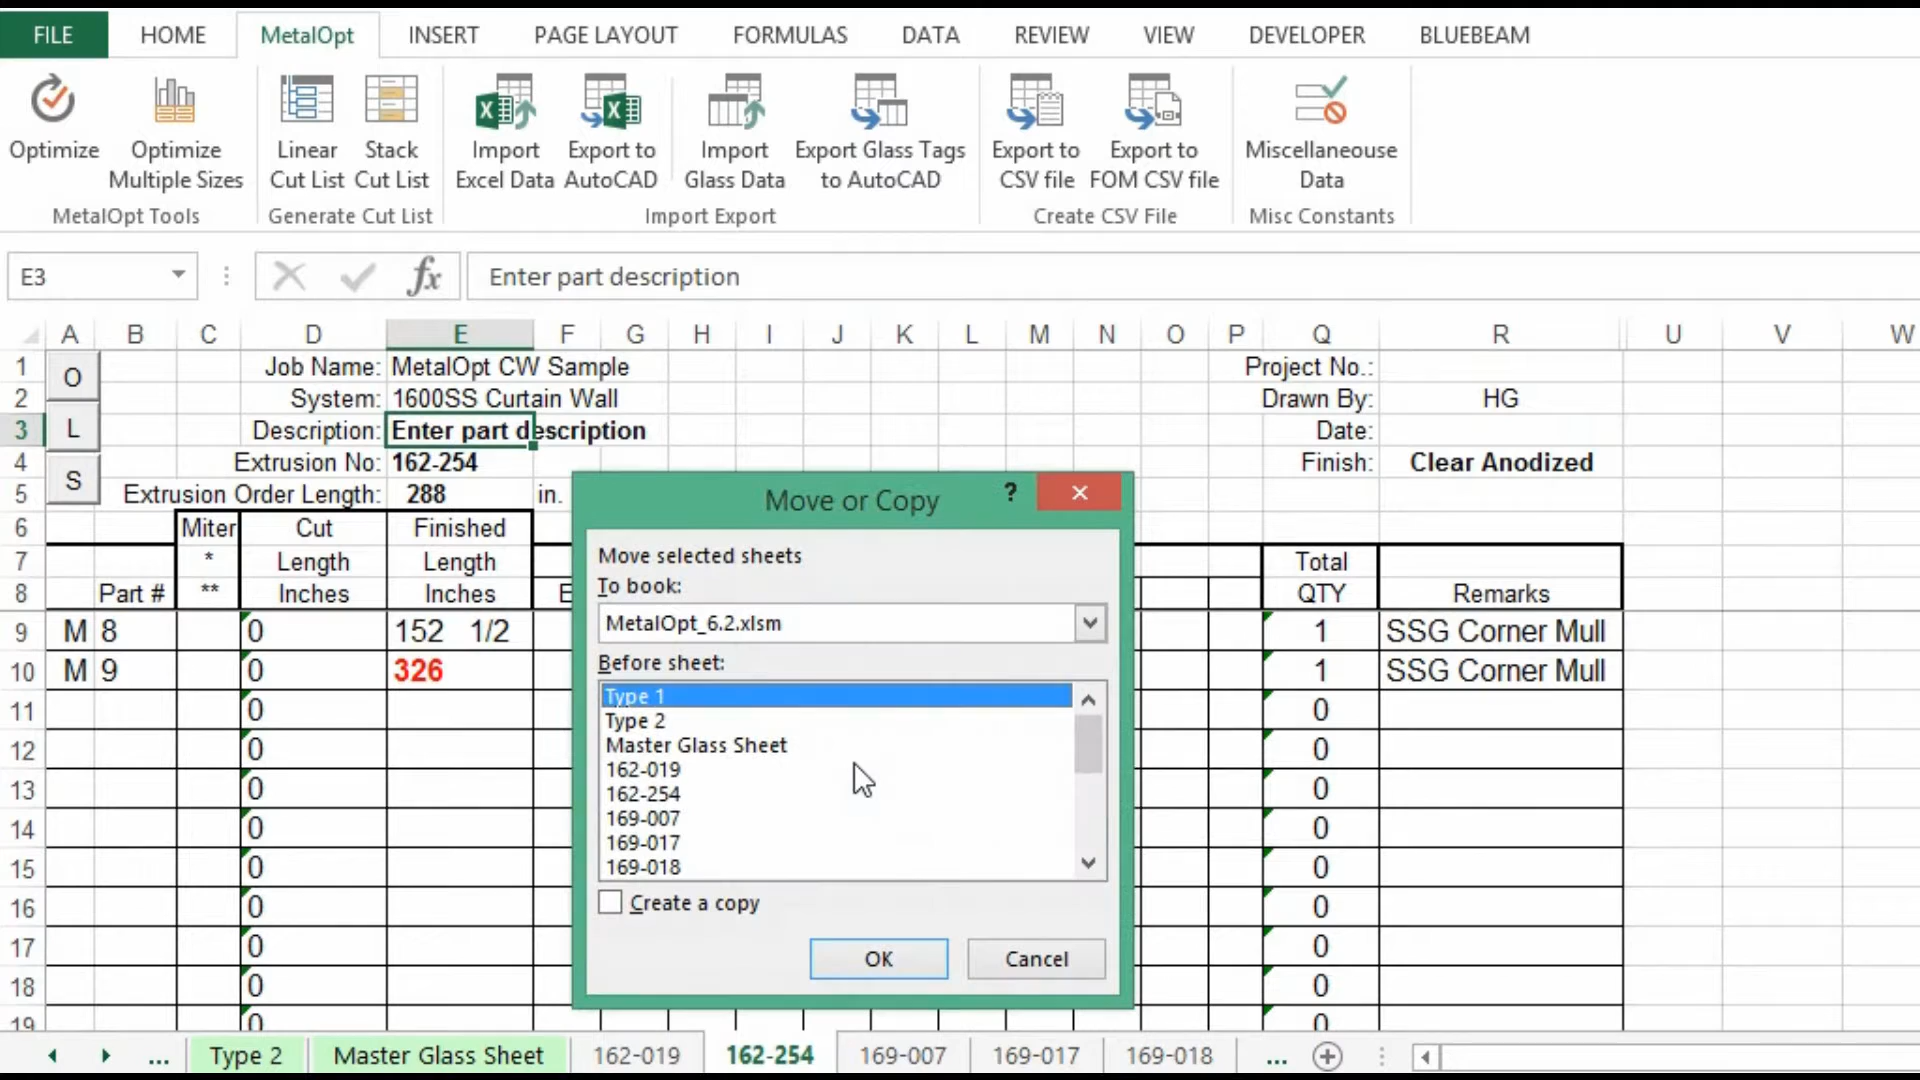 FILE HOME MetalOpt INSERT PAGE LAYOUT FORMULAS DATA REVIEW VIEW DEVELOPER BLUEBEAM
Optimize Optimize Linear Stack Import Export to Import Export Glass Tags Export to Export to Miscellaneouse
Multiple Sizes Cut List Cut List Excel Data AutoCAD Glass Data to AutoCAD CSV file FOM CSV file Data
MetalOpt Tools Generate Cut List Import Export Create CSV File Misc Constants
E3 fx Enter part description
A B C D E F G H I J K L M N O P Q R U V W
1 O Job Name: MetalOpt CW Sample Project No.:
2 System: 1600SS Curtain Wall Drawn By: HG
3 L Description: Enter part description Date:
4 S Extrusion No: 162-254 Finish: Clear Anodized
5 Extrusion Order Length: 288 in.
6 Miter Cut Finished
7 * Length Length Total
8 Part # ** Inches Inches E QTY Remarks
9 M 8 0 152 1/2 1 SSG Corner Mull
10 M 9 0 326 1 SSG Corner Mull
11 0 0
12 0 0
13 0 0
14 0 0
15 0 0
16 0 0
17 0 0
18 0 0
19 0 0
Move or Copy ?
Move selected sheets
To book:
MetalOpt_6.2.xlsm
Before sheet:
Type 1
Type 2
Master Glass Sheet
162-019
162-254
169-007
169-017
169-018
Create a copy
OK Cancel
... Type 2 Master Glass Sheet 162-019 162-254 169-007 169-017 169-018 ...